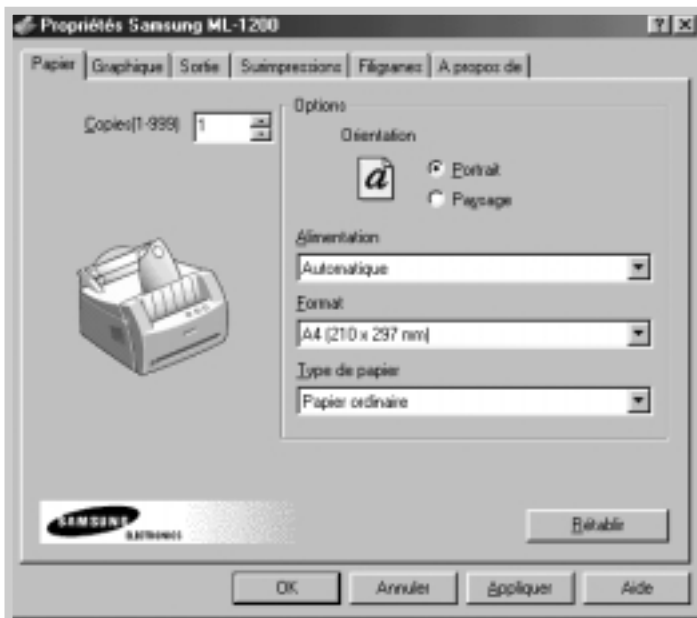 Propriétés Samsung ML-1200
Papier Graphique Sortie Surimpressions Filigranes A propos de
Copies(1-999) 1
Options
Orientation
a
Portrait
Paysage
Alimentation
Automatique
Format
A4 (210 x 297 mm)
Type de papier
Papier ordinaire
SAMSUNG
ELECTRONICS
Rétablir
OK Annuler Appliquer Aide